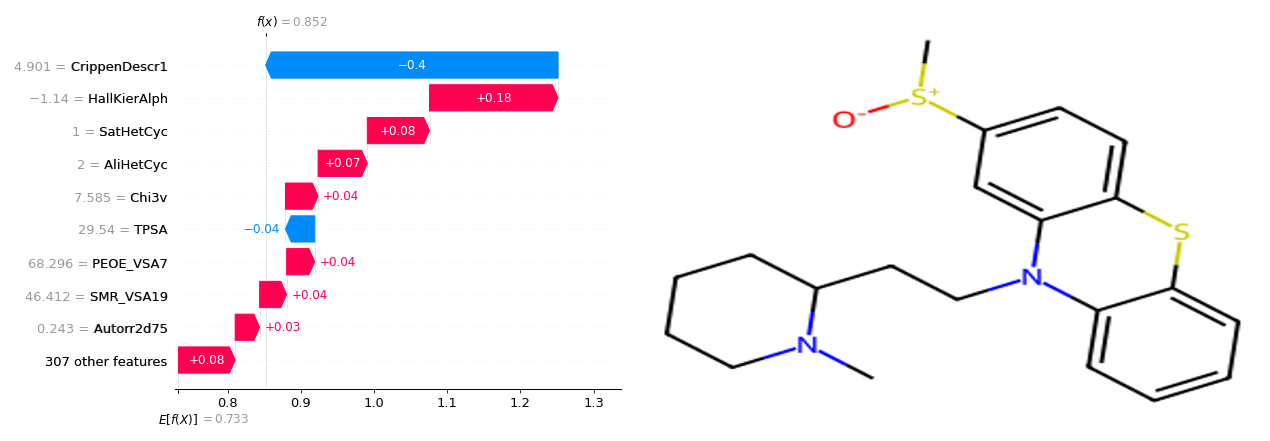 f(x) = 0.852
4.901 = CrippenDescr1
−0.4
−1.14 = HallKierAlph
+0.18
1 = SatHetCyc
+0.08
2 = AliHetCyc
+0.07
7.585 = Chi3v
+0.04
29.54 = TPSA
−0.04
68.296 = PEOE_VSA7
+0.04
46.412 = SMR_VSA19
+0.04
0.243 = Autorr2d75
+0.03
307 other features
+0.08
0.8 0.9 1.0 1.1 1.2 1.3
E[f(X)] = 0.733
S+
O−
S
N
N